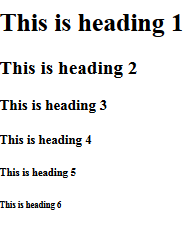 This is heading 1
This is heading 2
This is heading 3
This is heading 4
This is heading 5
This is heading 6